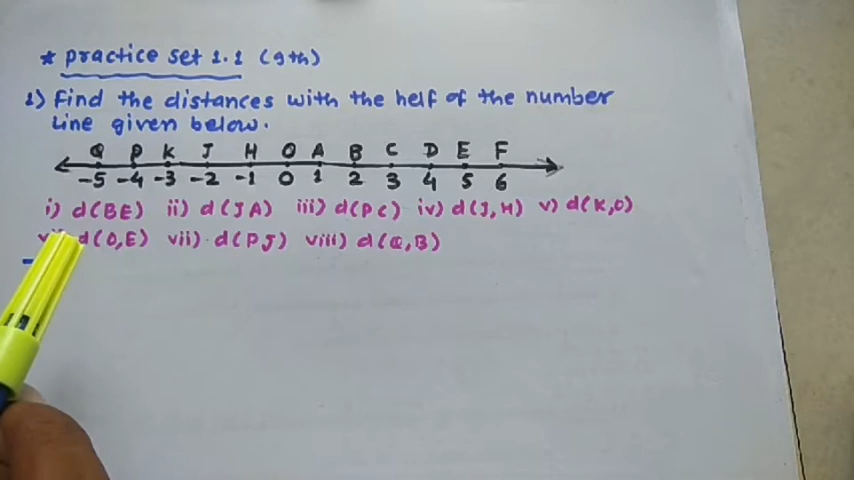 * practice set 1.1 (9th)
1) Find the distances with the helf of the number
line given below.
Q P K J H O A B C D E F
-5 -4 -3 -2 -1 0 1 2 3 4 5 6
i) d(BE) ii) d(JA) iii) d(PC) iv) d(J,H) v) d(K,O)
d(O,E) vii) d(PJ) viii) d(Q,B)